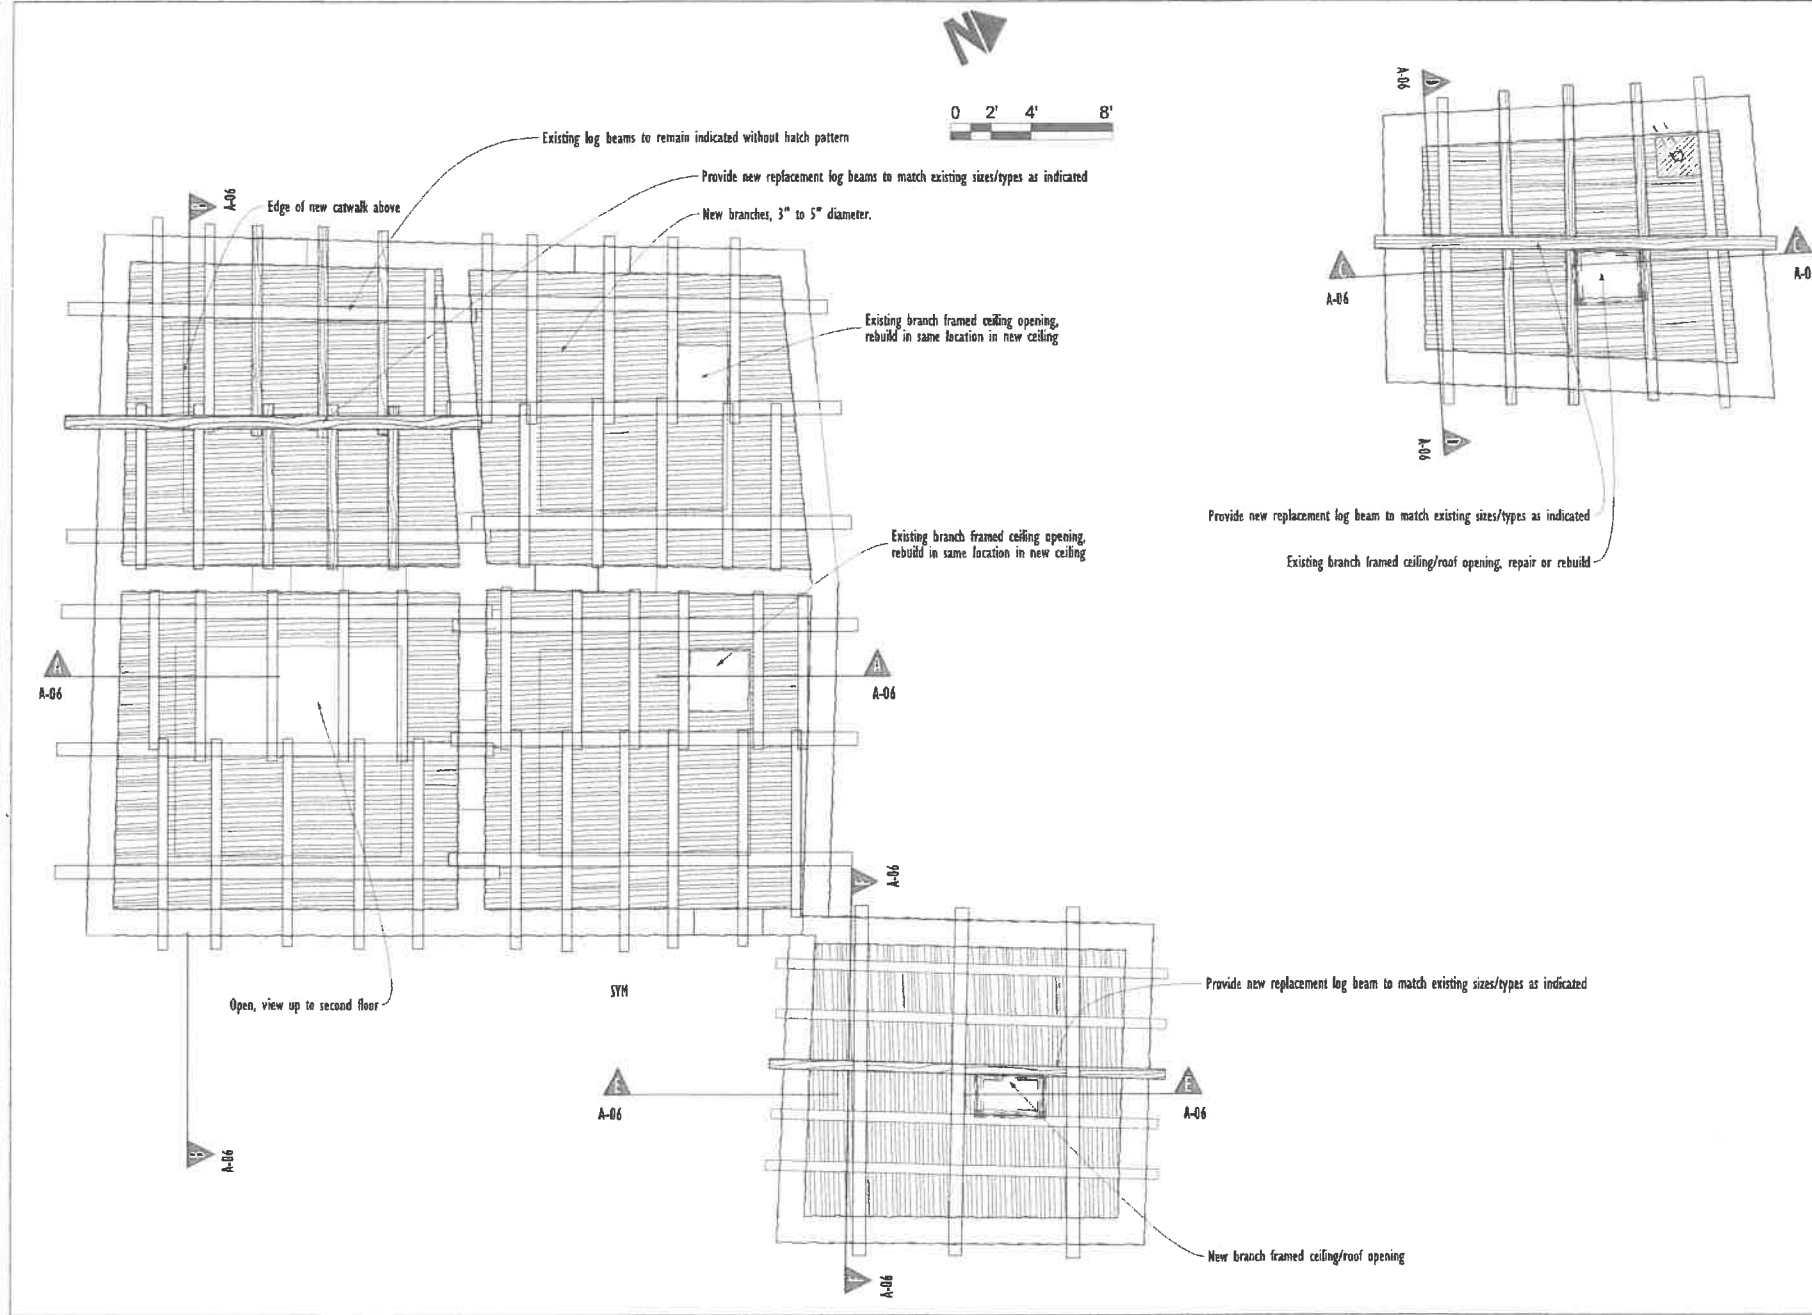 N
0 2' 4' 8'
Existing log beams to remain indicated without hatch pattern
Provide new replacement log beams to match existing sizes/types as indicated
New branches, 3" to 5" diameter.
Edge of new catwalk above
B
A-06
Existing branch framed ceiling opening,
rebuild in same location in new ceiling
Existing branch framed ceiling opening,
rebuild in same location in new ceiling
A
A-06
A
A-06
Open, view up to second floor
SYM
B
A-06
F
A-06
E
A-06
E
A-06
F
A-06
Provide new replacement log beam to match existing sizes/types as indicated
New branch framed ceiling/roof opening
A-06
A-06
A-0
A-06
Provide new replacement log beam to match existing sizes/types as indicated
Existing branch framed ceiling/roof opening, repair or rebuild